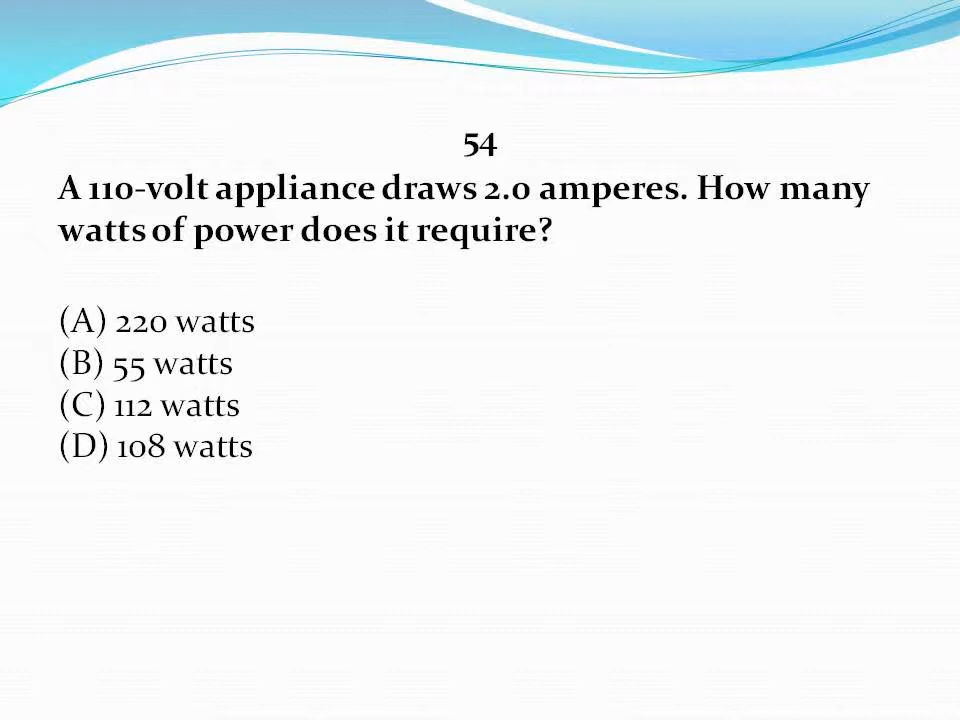 54
A 110-volt appliance draws 2.0 amperes. How many
watts of power does it require?
(A) 220 watts
(B) 55 watts
(C) 112 watts
(D) 108 watts